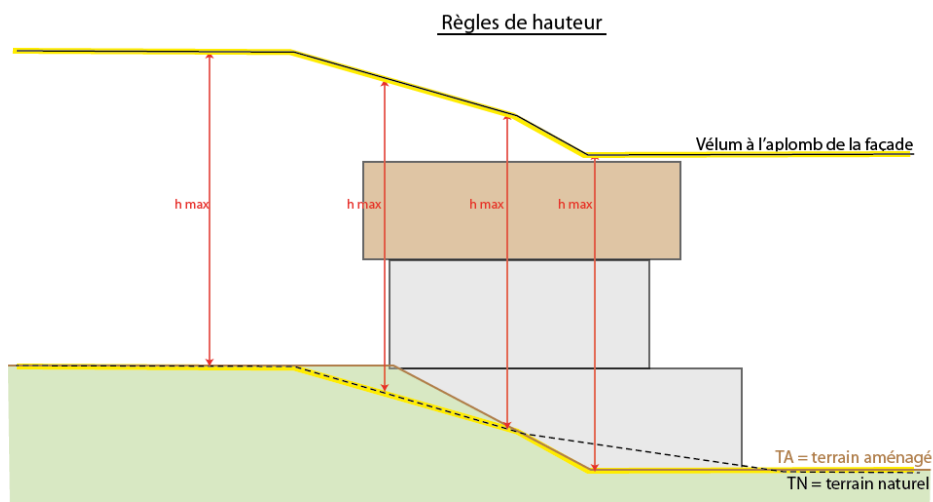 Règles de hauteur
Vélum à l'aplomb de la façade
h max
h max
h max
h max
TA = terrain aménagé
TN = terrain naturel